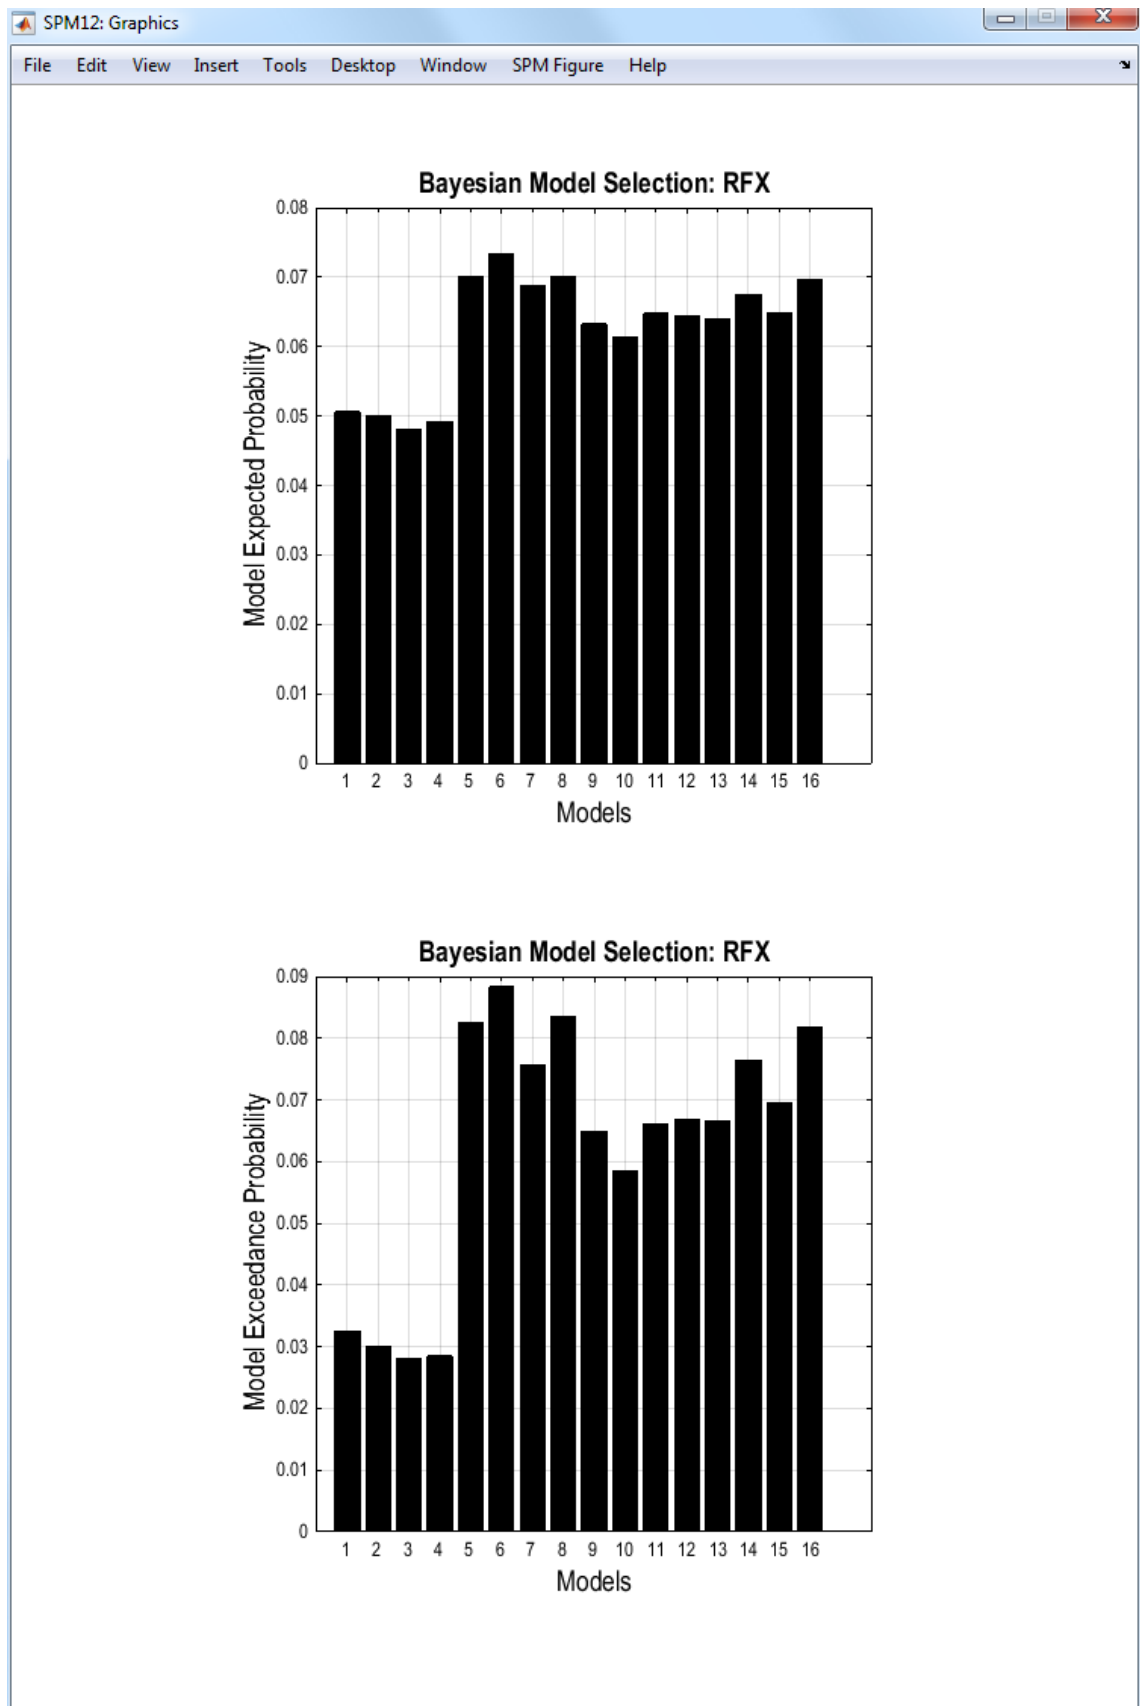 SPM12: Graphics
File Edit View Insert Tools Desktop Window SPM Figure Help
Bayesian Model Selection: RFX
0.08
0.07
0.06
0.05
0.04
0.03
0.02
0.01
0
Model Expected Probability
1 2 3 4 5 6 7 8 9 10 11 12 13 14 15 16
Models
Bayesian Model Selection: RFX
0.09
0.08
0.07
0.06
0.05
0.04
0.03
0.02
0.01
0
Model Exceedance Probability
1 2 3 4 5 6 7 8 9 10 11 12 13 14 15 16
Models